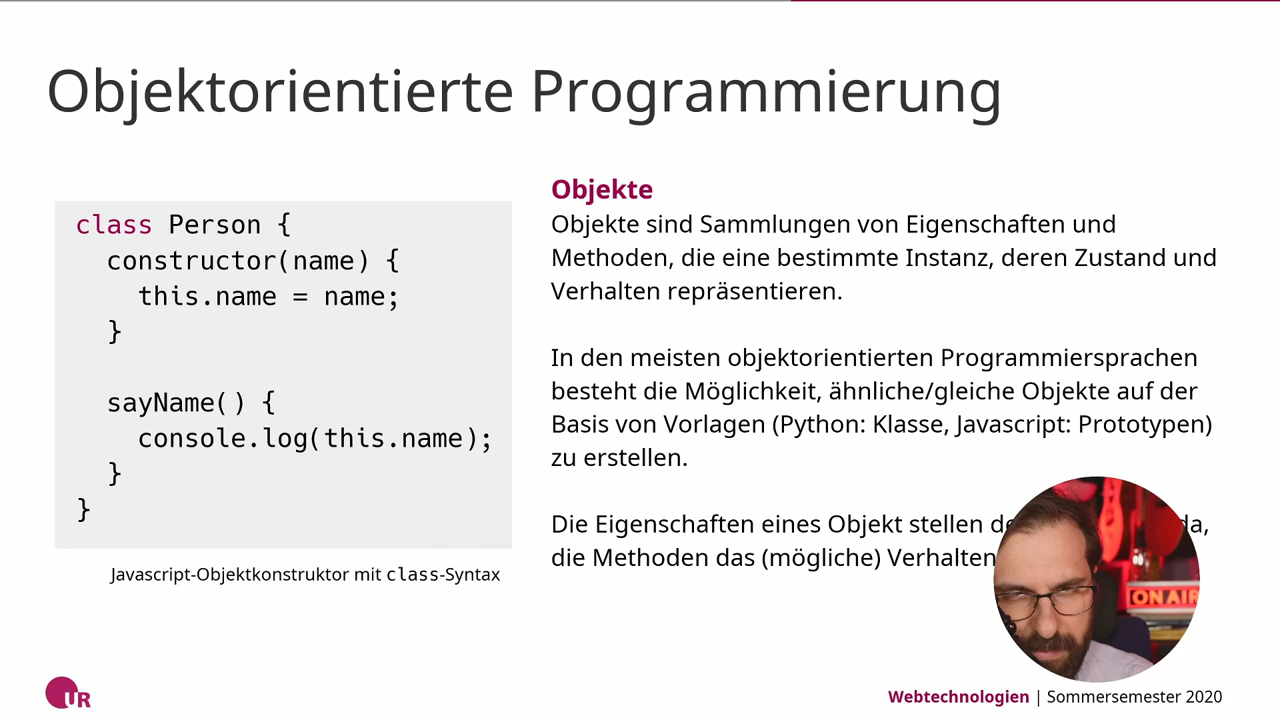 Objektorientierte Programmierung
class Person {
constructor(name) {
this.name = name;
}
sayName() {
console.log(this.name);
}
}
Javascript-Objektkonstruktor mit class-Syntax
Objekte
Objekte sind Sammlungen von Eigenschaften und
Methoden, die eine bestimmte Instanz, deren Zustand und
Verhalten repräsentieren.
In den meisten objektorientierten Programmiersprachen
besteht die Möglichkeit, ähnliche/gleiche Objekte auf der
Basis von Vorlagen (Python: Klasse, Javascript: Prototypen)
zu erstellen.
Die Eigenschaften eines Objekt stellen da,
die Methoden das (mögliche) Verhalten
ON AIR
UR
Webtechnologien | Sommersemester 2020